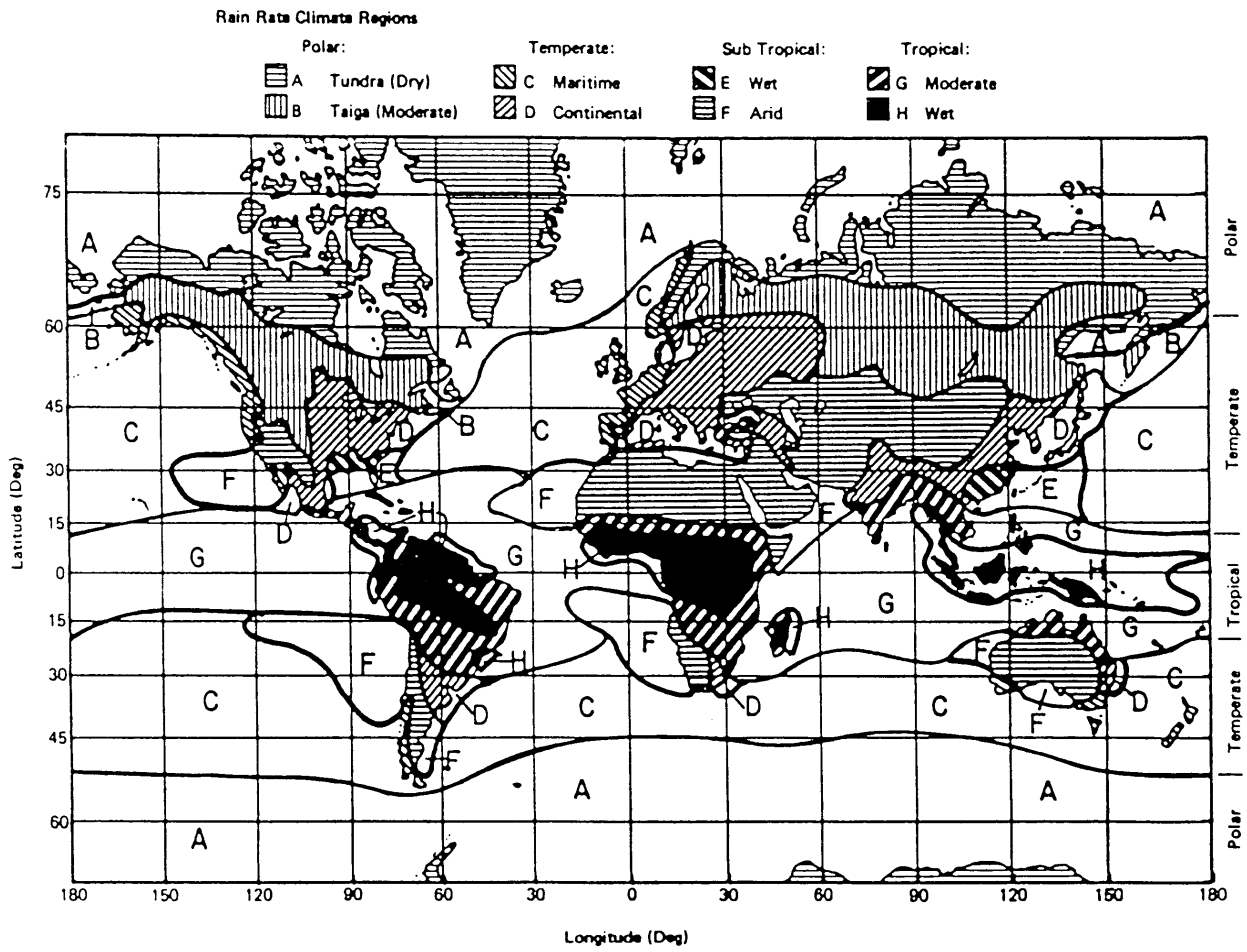 Rain Rate Climate Regions
Polar: Temperate: Sub Tropical: Tropical:
A Tundra (Dry) C Maritime E Wet G Moderate
B Taiga (Moderate) D Continental F Arid H Wet
75
A A A Polar
C
60
B A D A B
45
C B D C D D C Temperate
30
F E F F E
15
D H G
G G H H
0
H G Tropical
15
F H F F G
30
C D C D C F D C Temperate
45
F
A A
60
A Polar
180 150 120 90 60 30 0 30 60 90 120 150 180
Latitude (Deg)
Longitude (Deg)